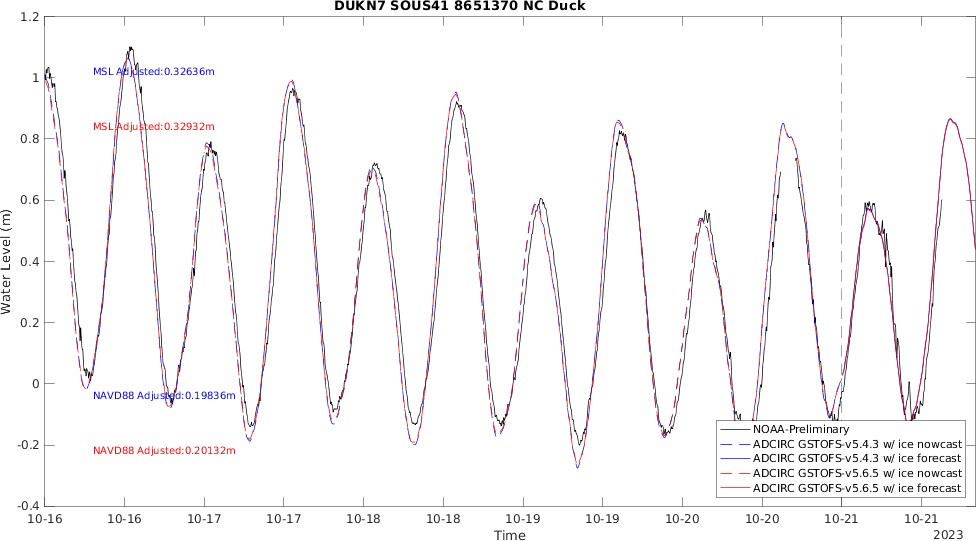 DUKN7 SOUS41 8651370 NC Duck
1.2
1
0.8
0.6
0.4
0.2
0
-0.2
-0.4
Water Level (m)
MSL Adjusted:0.32636m
MSL Adjusted:0.32932m
NAVD88 Adjusted:0.19836m
NAVD88 Adjusted:0.20132m
NOAA-Preliminary
ADCIRC GSTOFS-v5.4.3 w/ ice nowcast
ADCIRC GSTOFS-v5.4.3 w/ ice forecast
ADCIRC GSTOFS-v5.6.5 w/ ice nowcast
ADCIRC GSTOFS-v5.6.5 w/ ice forecast
10-16 10-16 10-17 10-17 10-18 10-18 10-19 10-19 10-20 10-20 10-21 10-21
2023
Time